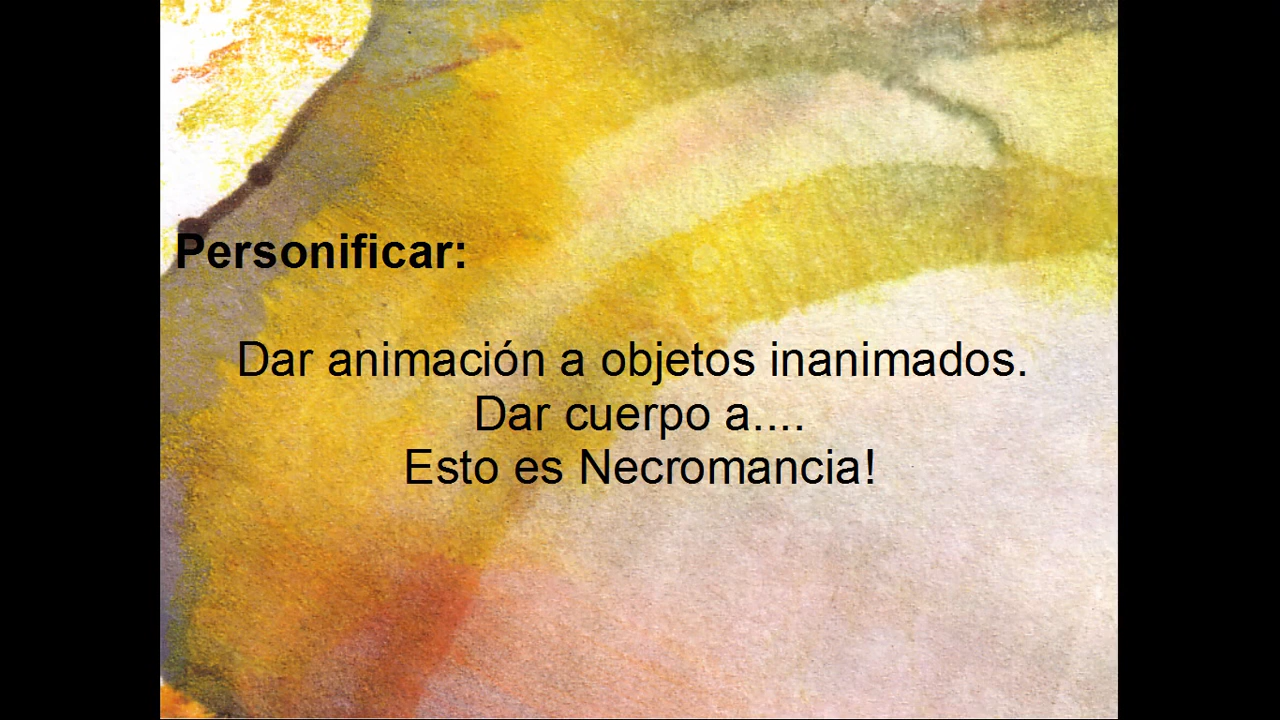 Personificar:
Dar animación a objetos inanimados.
Dar cuerpo a....
Esto es Necromancia!